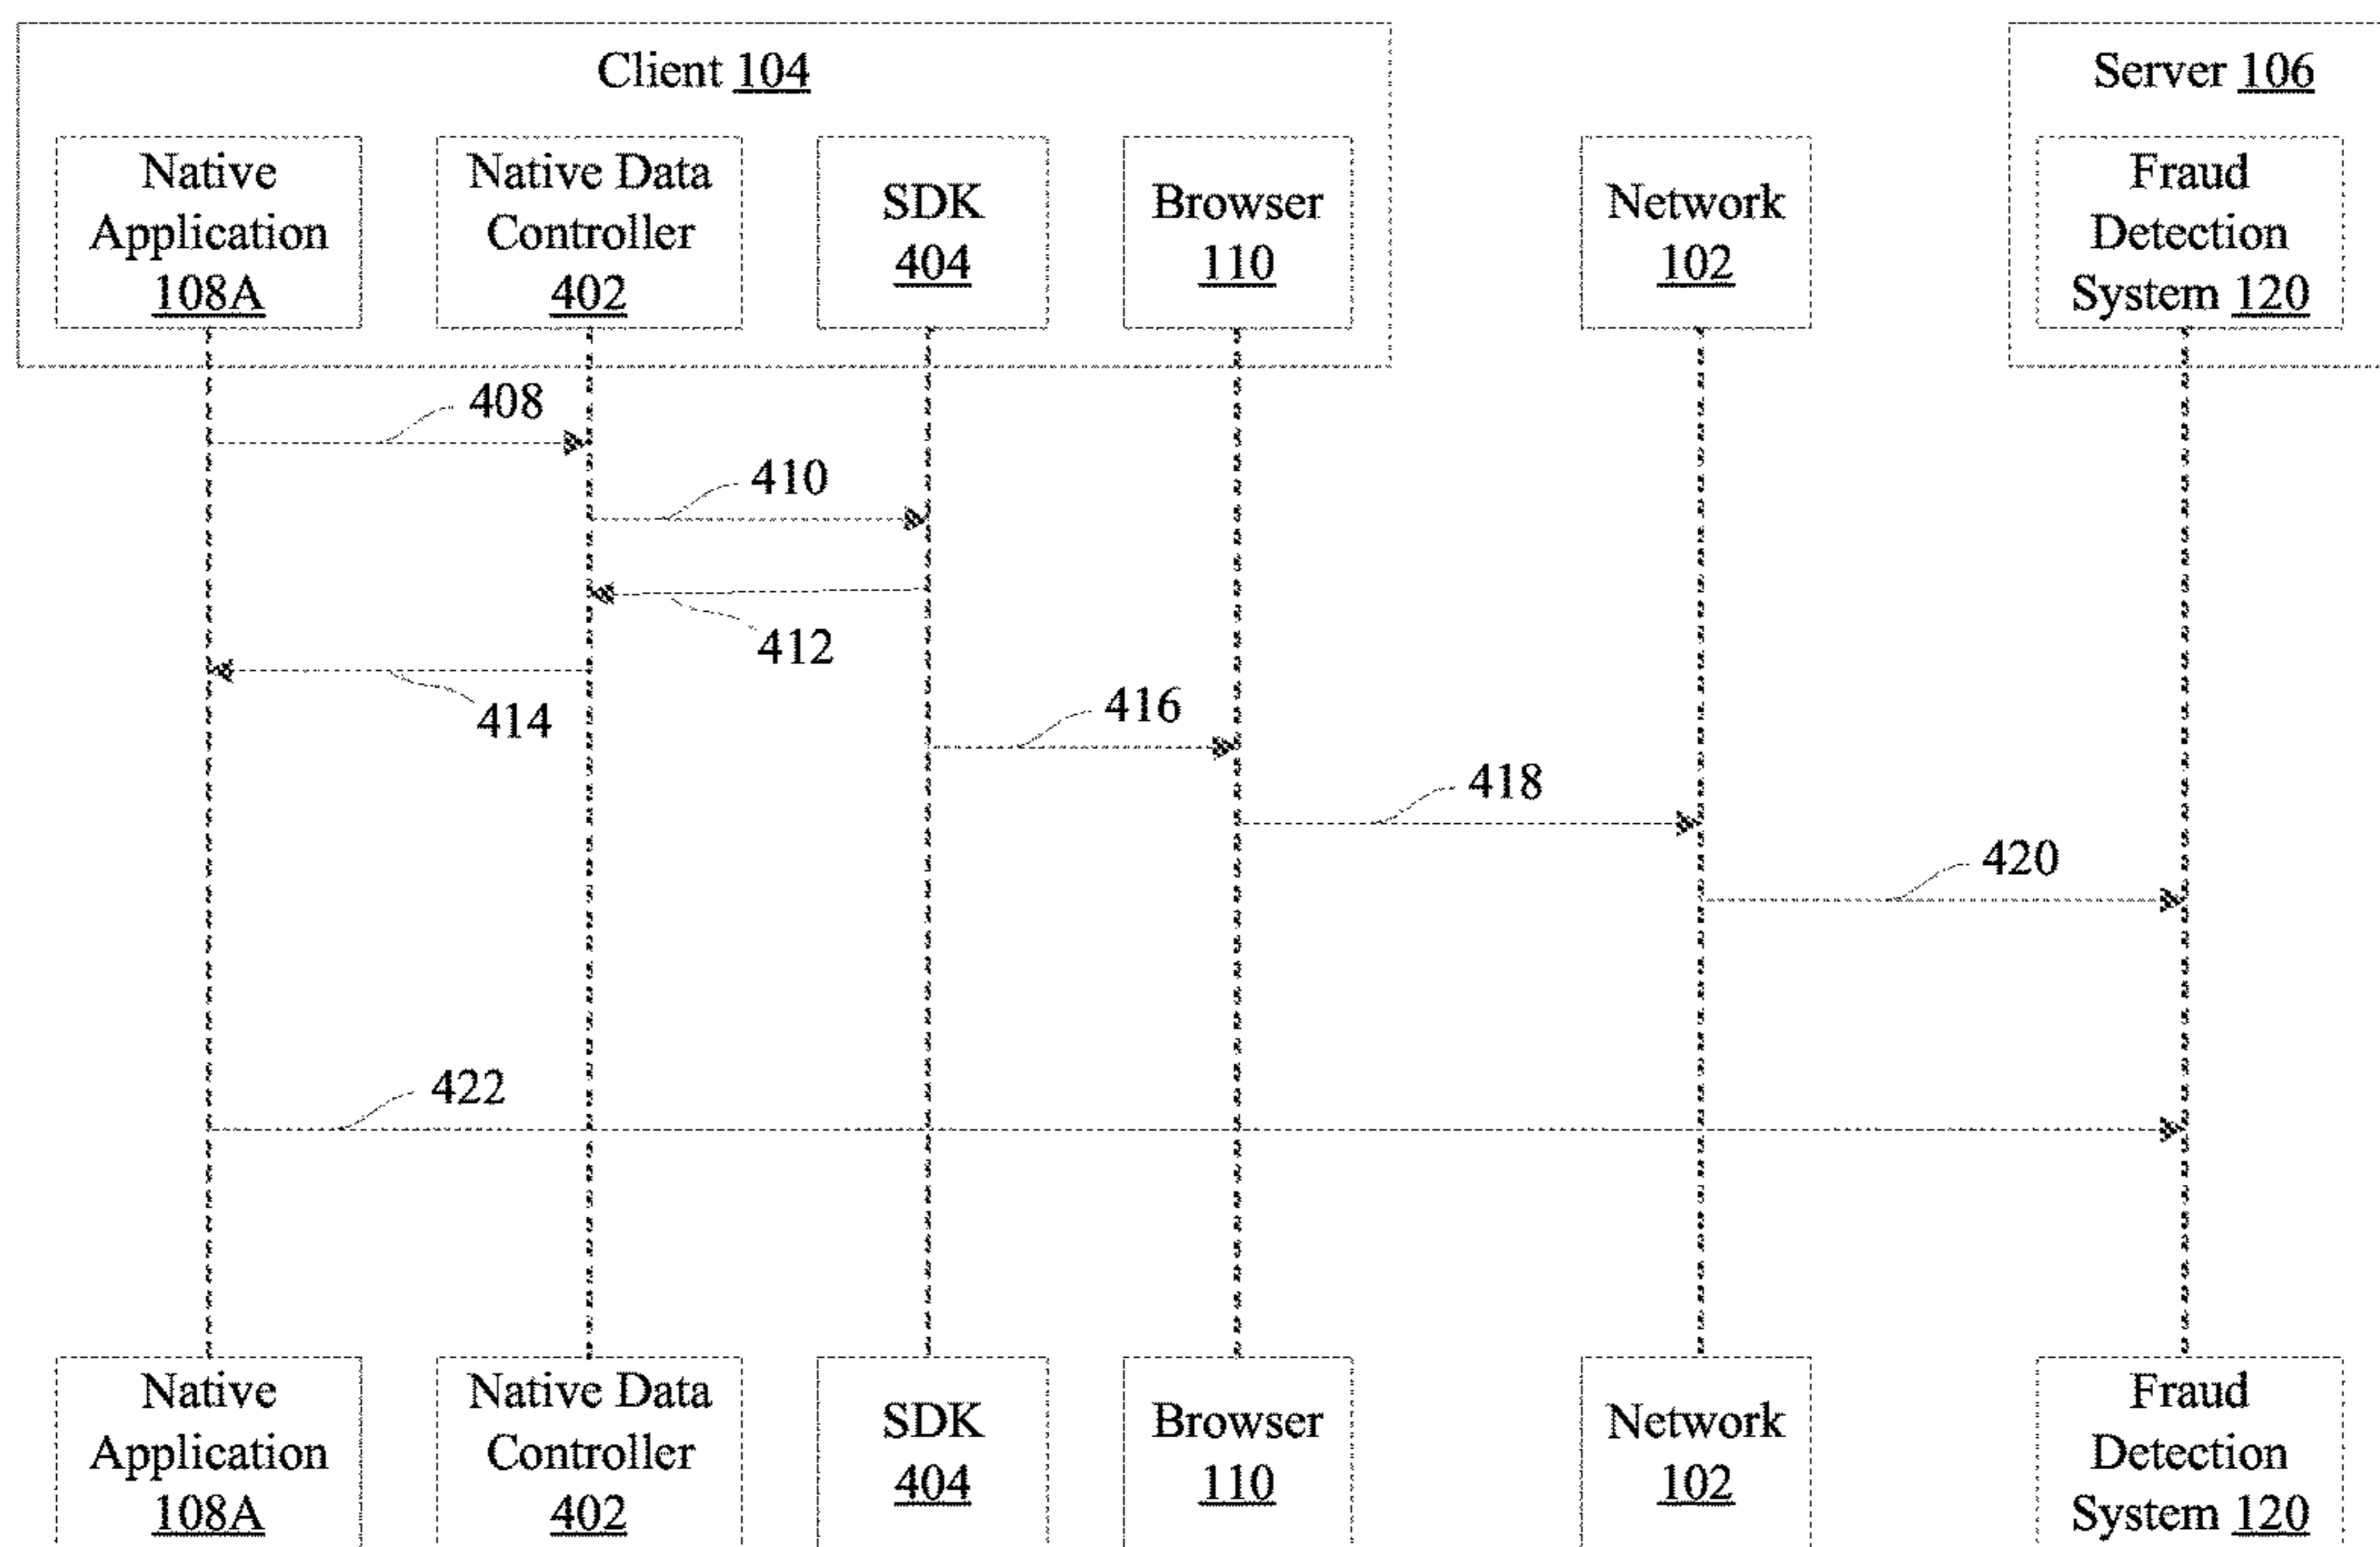 Client 104
Server 106
Native
Application
108A
Native Data
Controller
402
SDK
404
Browser
110
Network
102
Fraud
Detection
System 120
408
410
412
414
416
418
420
422
Native
Application
108A
Native Data
Controller
402
SDK
404
Browser
110
Network
102
Fraud
Detection
System 120